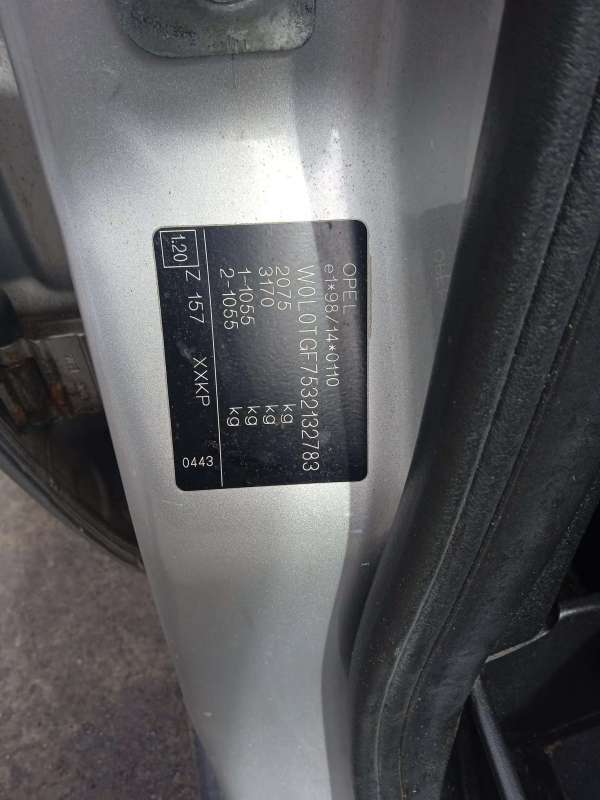 OPEL
e1*98/14*0110
W0L0TGF7532132783
2075 kg
3170 kg
1-1055 kg
2-1055 kg
1.20 Z 157 XXKP
0443